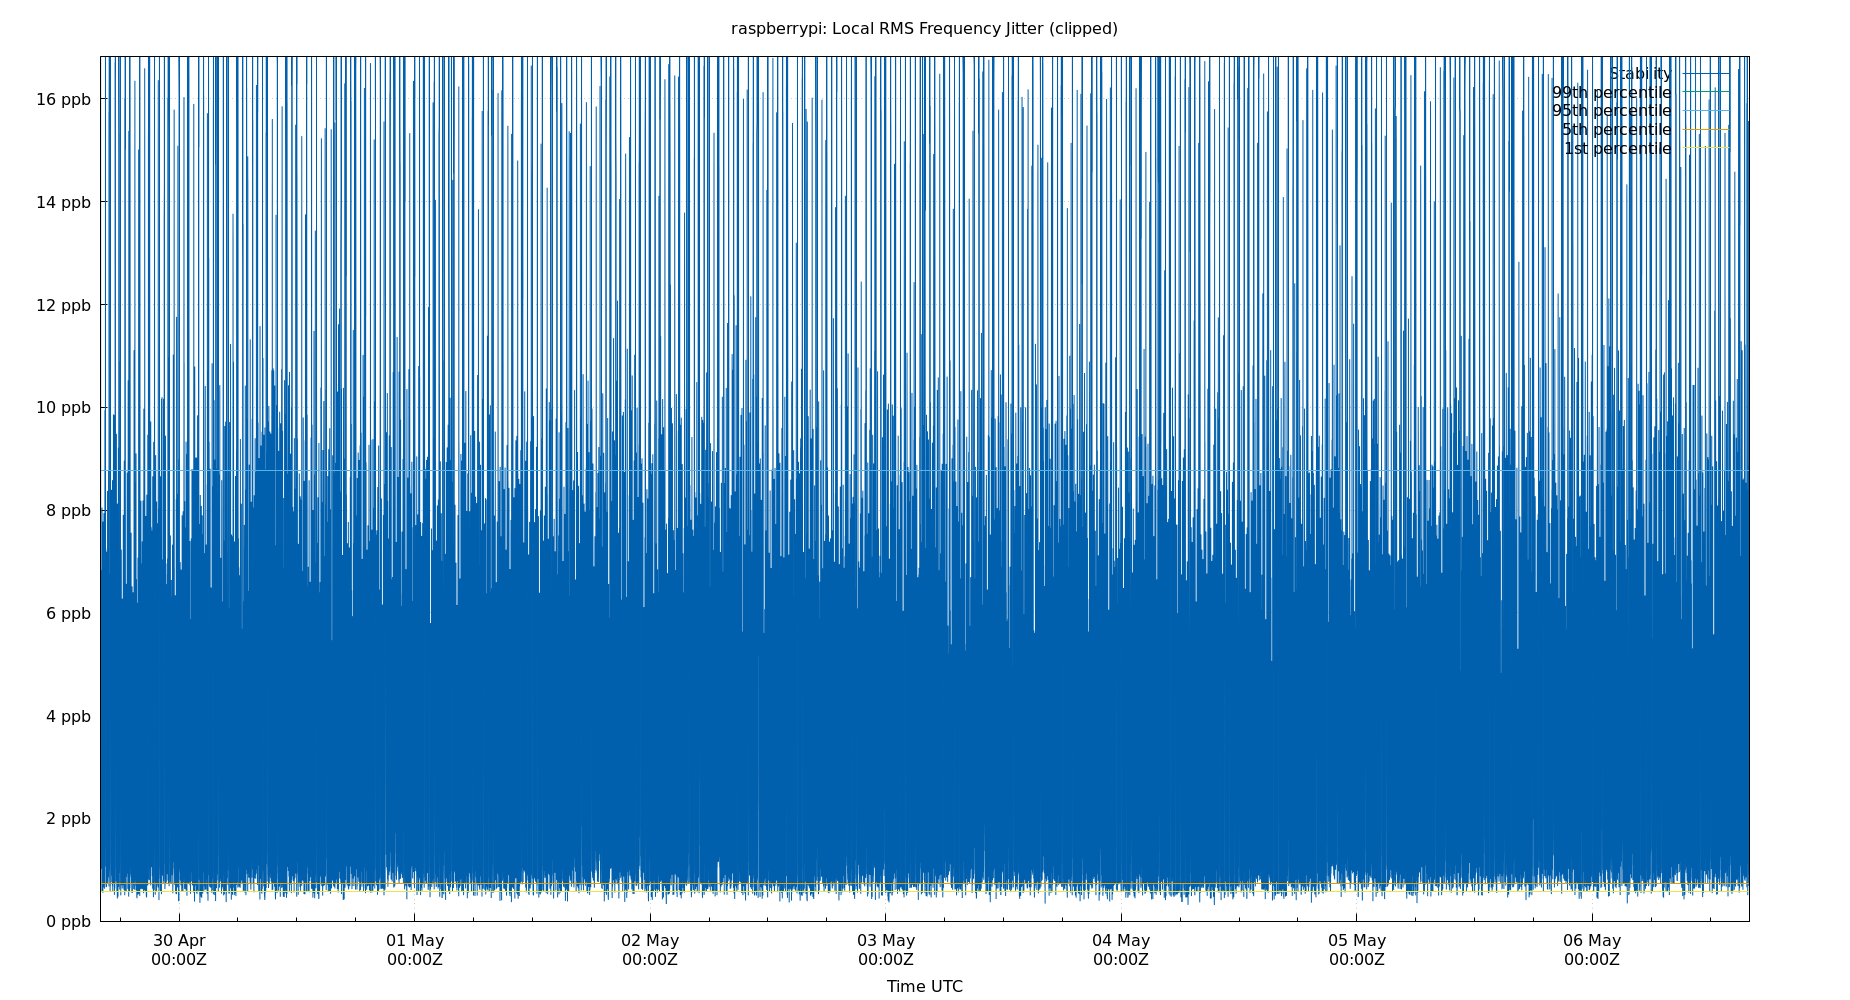 raspberrypi: Local RMS Frequency Jitter (clipped)
Stability
99th percentile
95th percentile
5th percentile
1st percentile
16 ppb
14 ppb
12 ppb
10 ppb
8 ppb
6 ppb
4 ppb
2 ppb
0 ppb
30 Apr 01 May 02 May 03 May 04 May 05 May 06 May
00:00Z 00:00Z 00:00Z 00:00Z 00:00Z 00:00Z 00:00Z
Time UTC